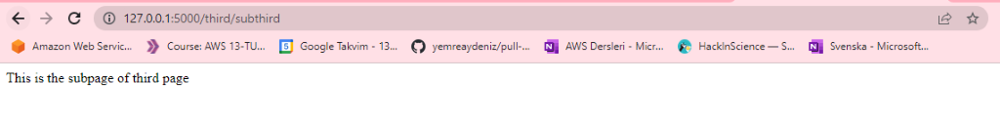 127.0.0.1:5000/third/subthird
Amazon Web Servic... Course: AWS 13-TU... Google Takvim - 13... yemreaydeniz/pull-... AWS Dersleri - Micr... HackInScience — S... Svenska - Microsoft...
This is the subpage of third page